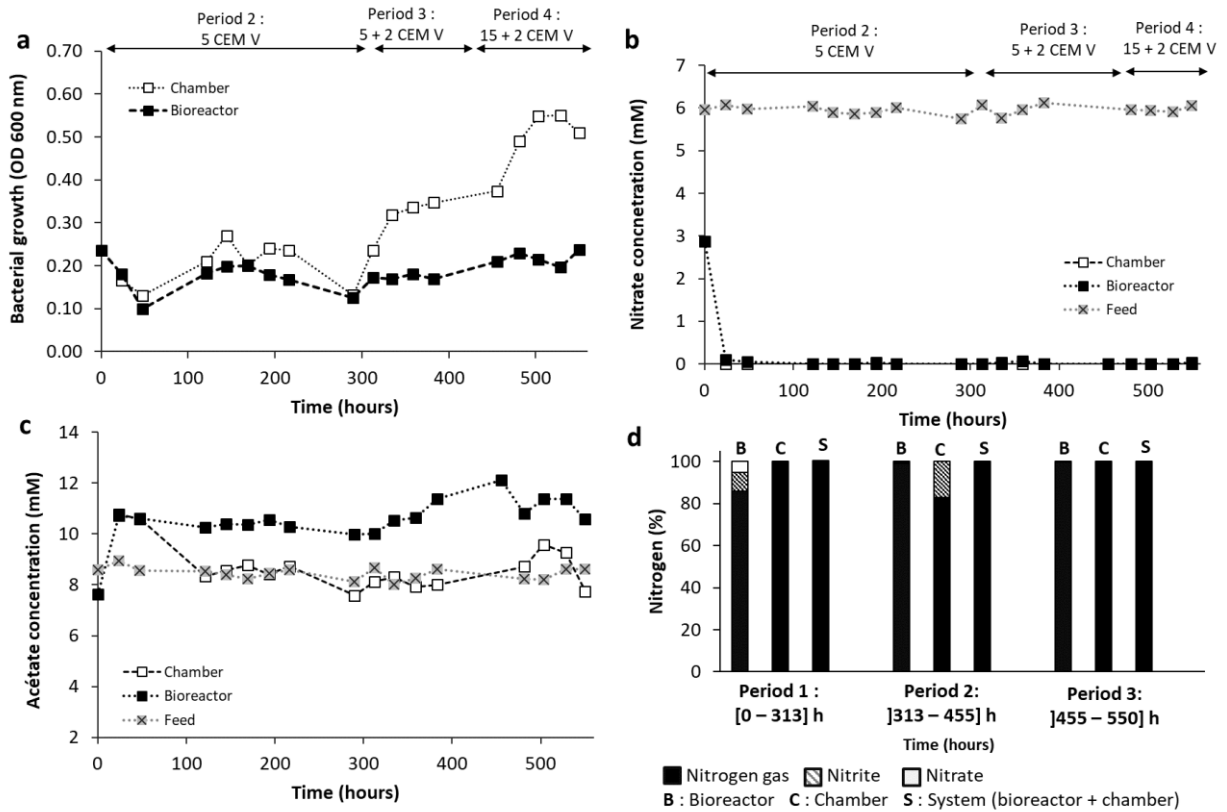 a
Period 2 :
5 CEM V
Period 3 :
5 + 2 CEM V
Period 4 :
15 + 2 CEM V
0.70
0.60
0.50
0.40
0.30
0.20
0.10
0.00
Bacterial growth (OD 600 nm)
Chamber
Bioreactor
0 100 200 300 400 500
Time (hours)
b
Period 2 :
5 CEM V
Period 3 :
5 + 2 CEM V
Period 4 :
15 + 2 CEM V
7
6
5
4
3
2
1
0
Nitrate concnetration (mM)
Chamber
Bioreactor
Feed
0 100 200 300 400 500
Time (hours)
c
14
12
10
8
6
4
2
Acétate concentration (mM)
Chamber
Bioreactor
Feed
0 100 200 300 400 500
Time (hours)
d
B C S B C S B C S
100
80
60
40
20
0
Nitrogen (%)
Period 1 :
[0 – 313] h
Period 2:
]313 – 455] h
Period 3:
]455 – 550] h
Time (hours)
Nitrogen gas Nitrite Nitrate
B : Bioreactor C : Chamber S : System (bioreactor + chamber)